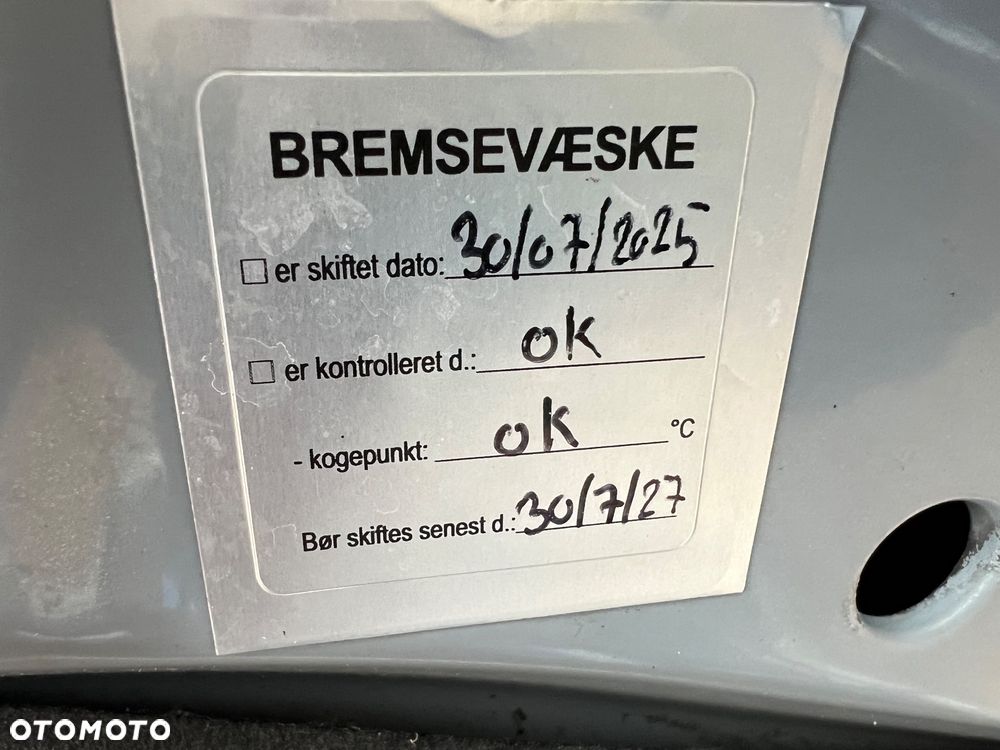 BREMSEVÆSKE
er skiftet dato: 30/07/2025
er kontrolleret d.: ok
- kogepunkt: ok °C
Bør skiftes senest d.: 30/7/27
OTOMOTO